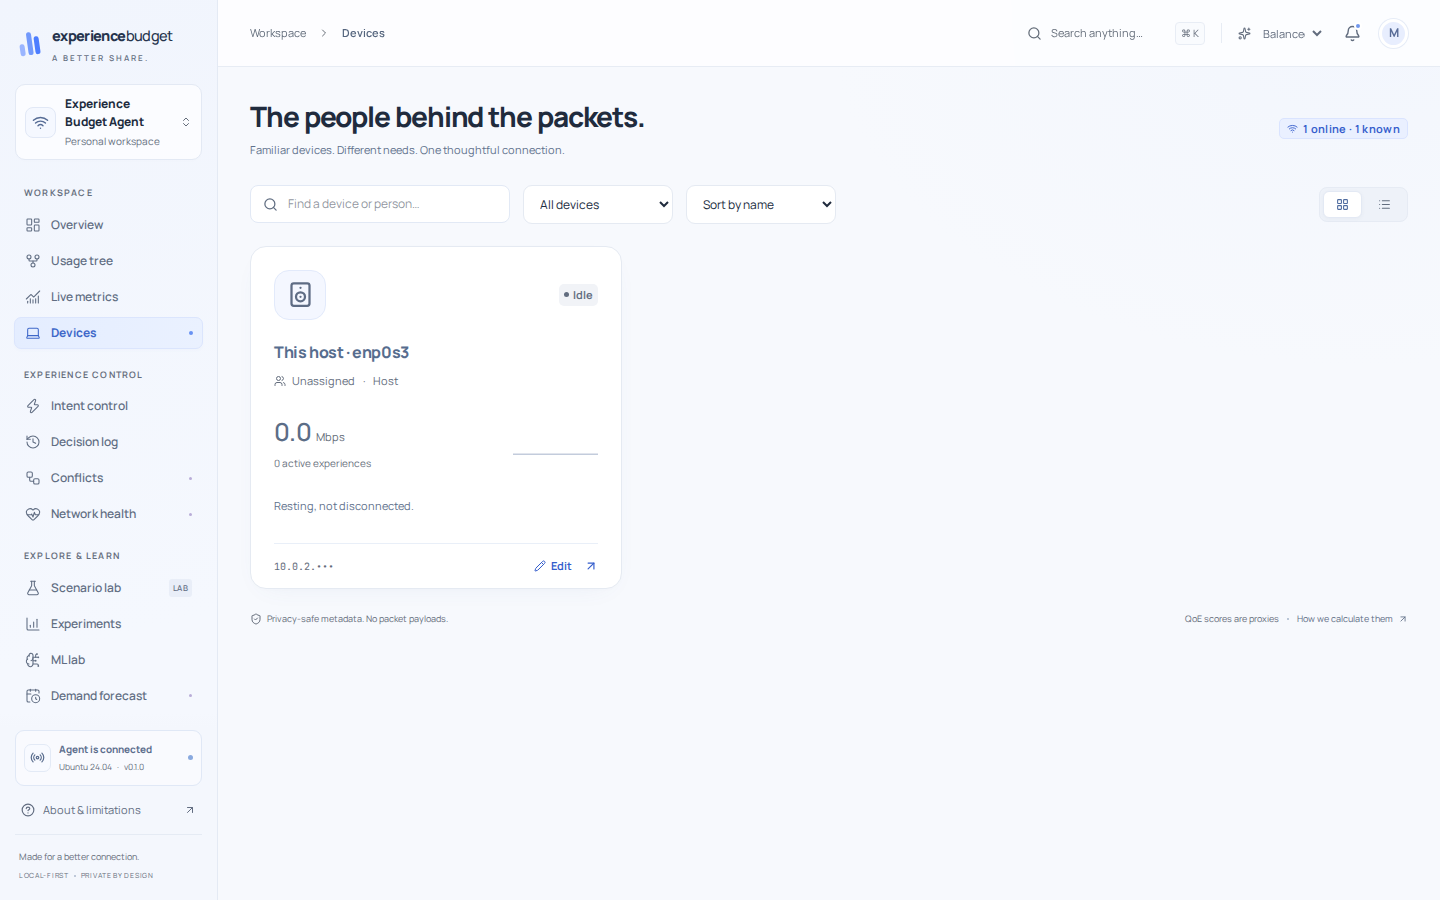 experiencebudget
A BETTER SHARE.
Experience
Budget Agent
Personal workspace
WORKSPACE
Overview
Usage tree
Live metrics
Devices
EXPERIENCE CONTROL
Intent control
Decision log
Conflicts
Network health
EXPLORE & LEARN
Scenario lab LAB
Experiments
ML lab
Demand forecast
Agent is connected
Ubuntu 24.04 · v0.1.0
About & limitations
Made for a better connection.
LOCAL-FIRST • PRIVATE BY DESIGN
Workspace > Devices
Search anything... ⌘ K Balance M
The people behind the packets.
Familiar devices. Different needs. One thoughtful connection.
1 online · 1 known
Find a device or person... All devices Sort by name
Idle
This host · enp0s3
Unassigned · Host
0.0 Mbps
0 active experiences
Resting, not disconnected.
10.0.2.••• Edit
Privacy-safe metadata. No packet payloads.
QoE scores are proxies • How we calculate them